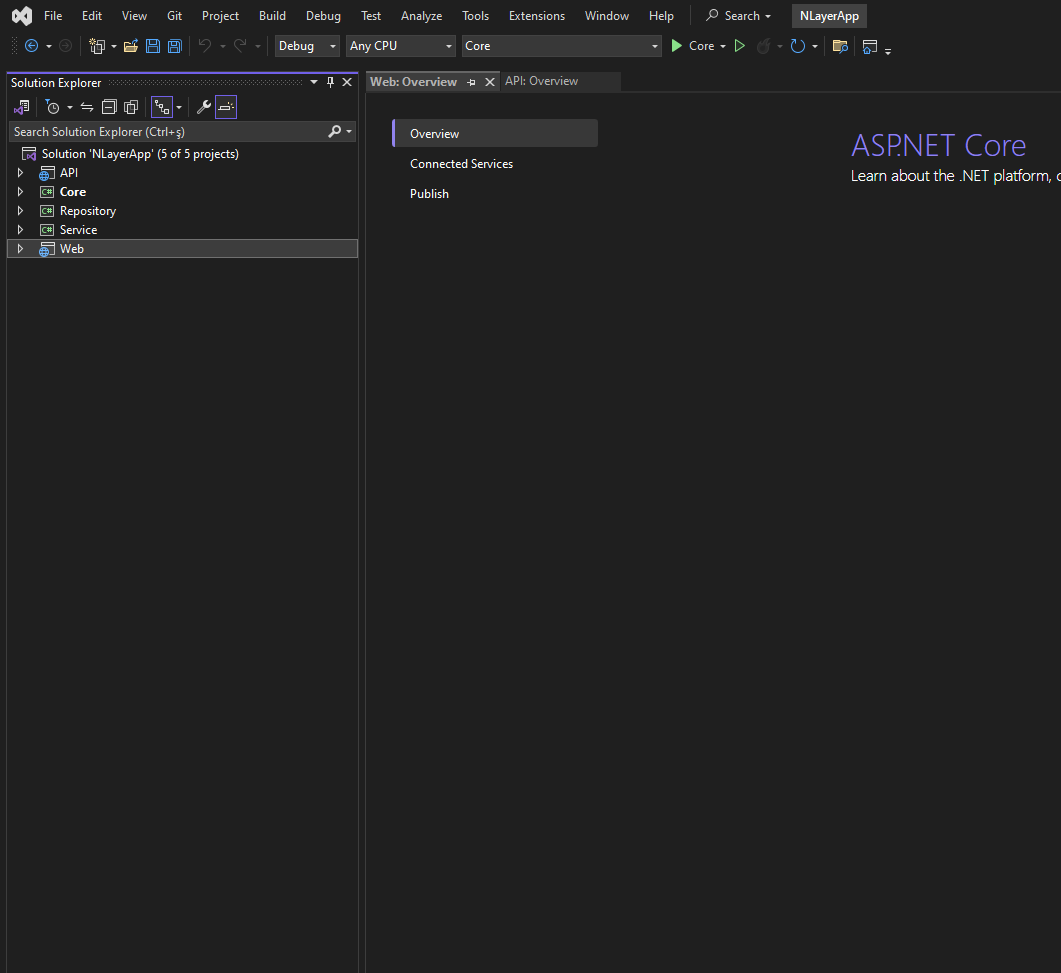 File Edit View Git Project Build Debug Test Analyze Tools Extensions Window Help Search NLayerApp
Debug Any CPU Core Core
Solution Explorer
Search Solution Explorer (Ctrl+ş)
Solution 'NLayerApp' (5 of 5 projects)
API
C# Core
C# Repository
C# Service
Web
Web: Overview API: Overview
Overview
Connected Services
Publish
ASP.NET Core
Learn about the .NET platform,